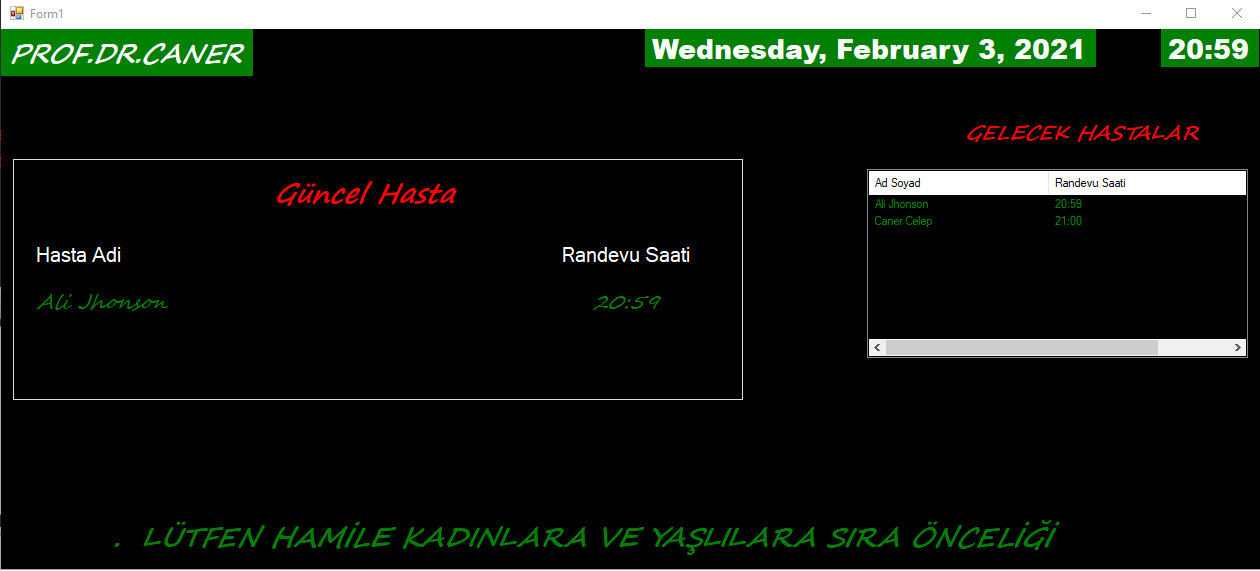 Form1
PROF.DR.CANER
Wednesday, February 3, 2021
20:59
GELECEK HASTALAR
Güncel Hasta
Hasta Adi Randevu Saati
Ali Jhonson 20:59
Ad Soyad Randevu Saati
Ali Jhonson 20:59
Caner Celep 21:00
. LÜTFEN HAMİLE KADINLARA VE YAŞLILARA SIRA ÖNCELİĞİ